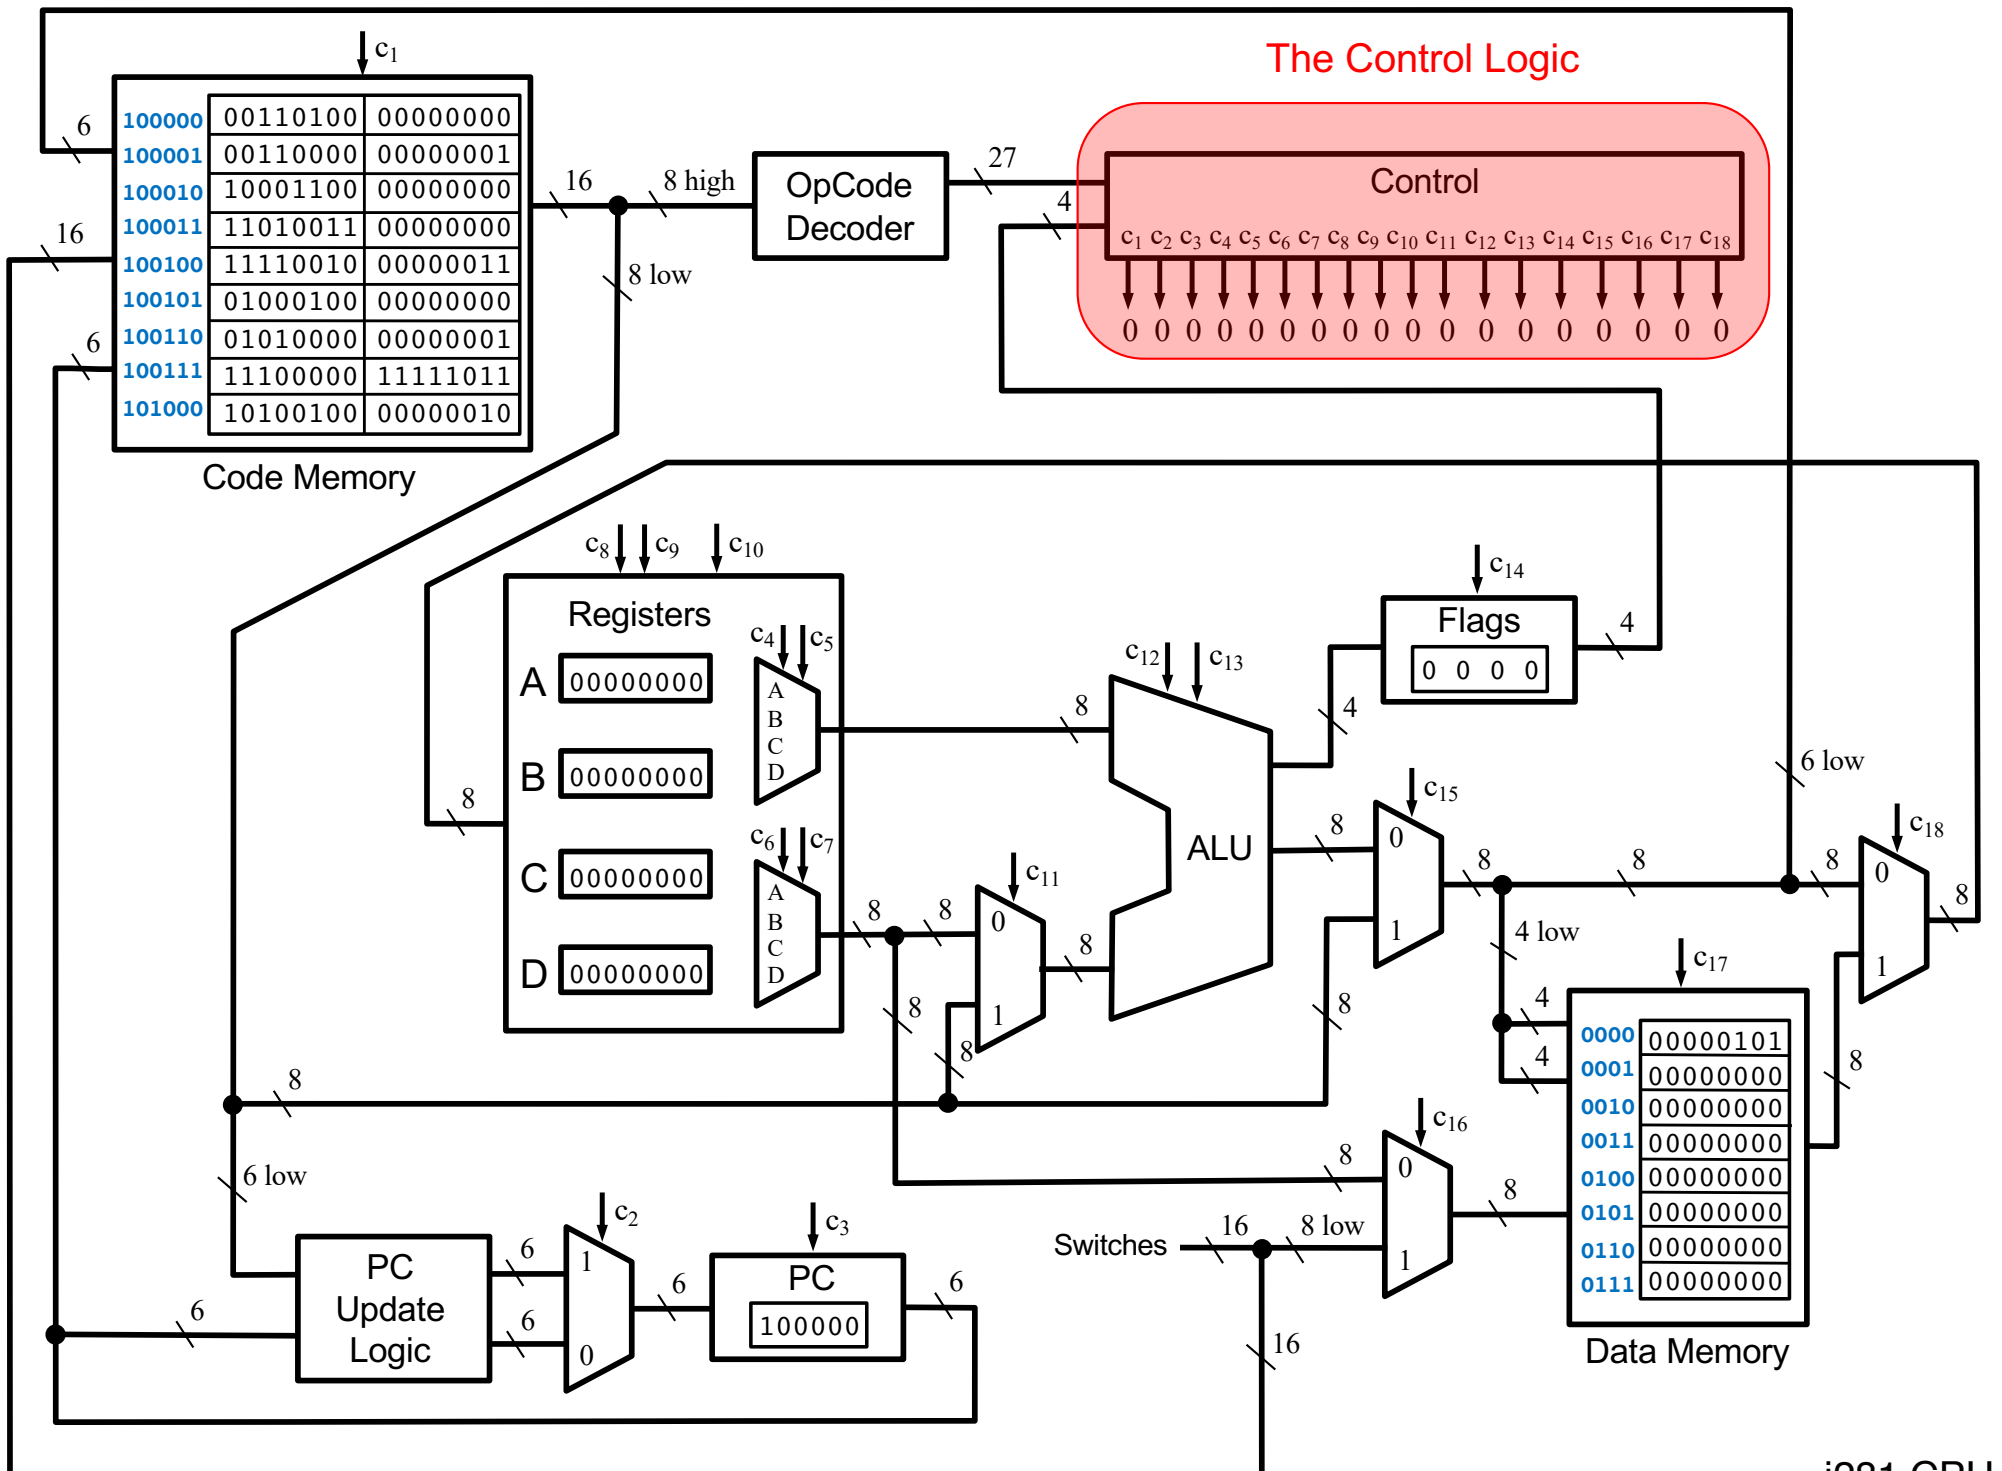 The Control Logic
c1
6
16
6
100000 00110100 00000000
100001 00110000 00000001
100010 10001100 00000000
100011 11010011 00000000
100100 11110010 00000011
100101 01000100 00000000
100110 01010000 00000001
100111 11100000 11111011
101000 10100100 00000010
Code Memory
16
8 high
8 low
OpCode
Decoder
27
4
Control
c1 c2 c3 c4 c5 c6 c7 c8 c9 c10 c11 c12 c13 c14 c15 c16 c17 c18
0 0 0 0 0 0 0 0 0 0 0 0 0 0 0 0 0 0
c8 c9 c10
Registers
A 00000000
B 00000000
C 00000000
D 00000000
8
c4 c5
A
B
C
D
c6 c7
A
B
C
D
8
8
8
8
c11
0
1
8
8
c12 c13
ALU
c14
Flags
0 0 0 0
4
4
8
c15
0
1
8
8
8
6 low
8
c18
0
1
8
4 low
4
4
c17
0000 00000101
0001 00000000
0010 00000000
0011 00000000
0100 00000000
0101 00000000
0110 00000000
0111 00000000
Data Memory
8
8
8
c16
0
1
8
Switches
16
8 low
16
6 low
6
PC
Update
Logic
6
6
c2
1
0
6
c3
PC
100000
6